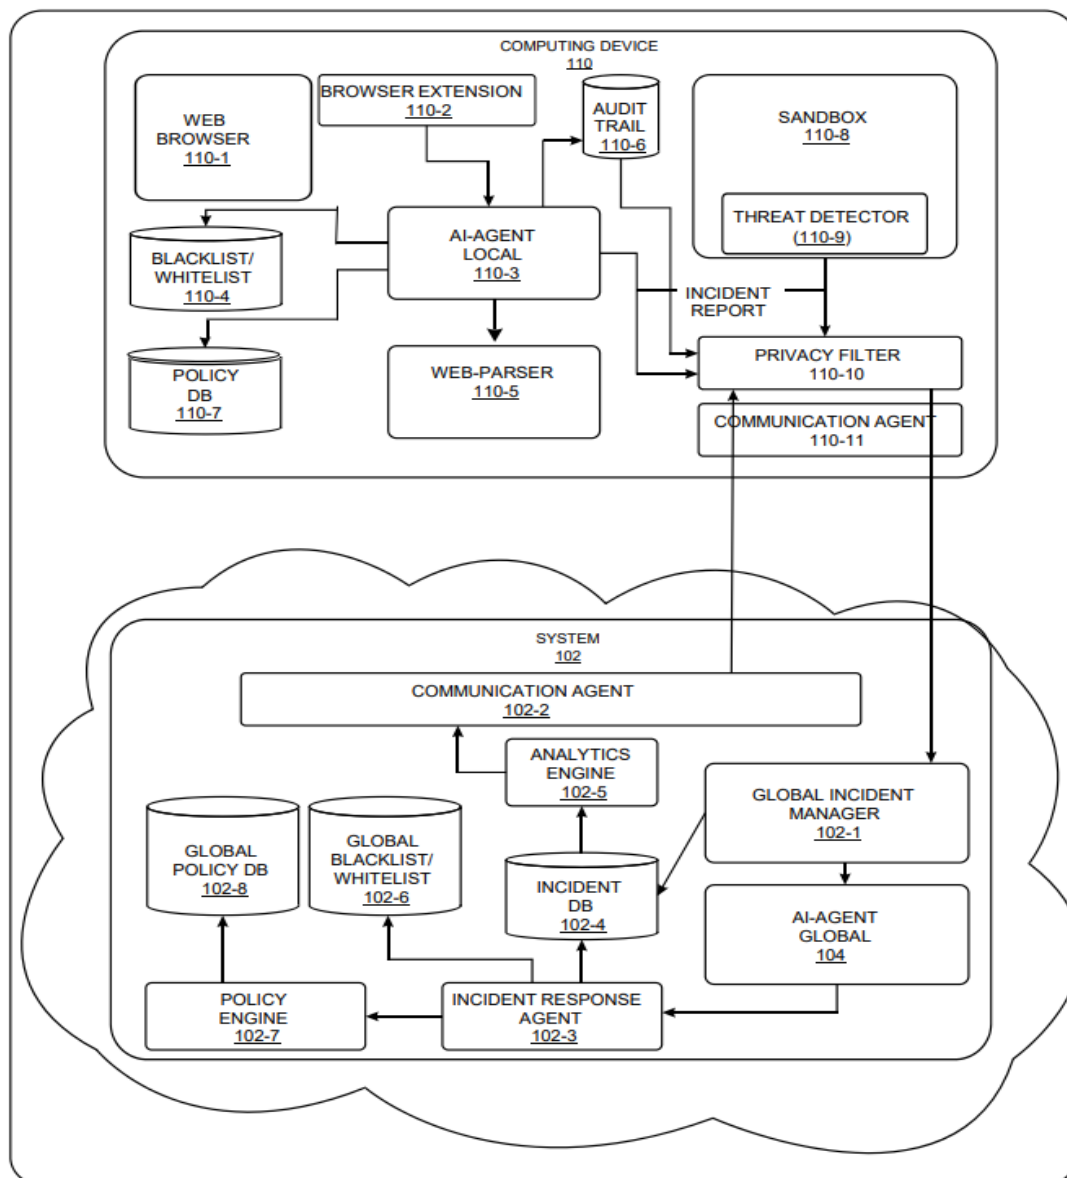 COMPUTING DEVICE
110
WEB
BROWSER
110-1
BROWSER EXTENSION
110-2
AUDIT
TRAIL
110-6
SANDBOX
110-8
THREAT DETECTOR
(110-9)
BLACKLIST/
WHITELIST
110-4
AI-AGENT
LOCAL
110-3
INCIDENT
REPORT
POLICY
DB
110-7
WEB-PARSER
110-5
PRIVACY FILTER
110-10
COMMUNICATION AGENT
110-11
SYSTEM
102
COMMUNICATION AGENT
102-2
ANALYTICS
ENGINE
102-5
GLOBAL INCIDENT
MANAGER
102-1
GLOBAL
POLICY DB
102-8
GLOBAL
BLACKLIST/
WHITELIST
102-6
INCIDENT
DB
102-4
AI-AGENT
GLOBAL
104
POLICY
ENGINE
102-7
INCIDENT RESPONSE
AGENT
102-3